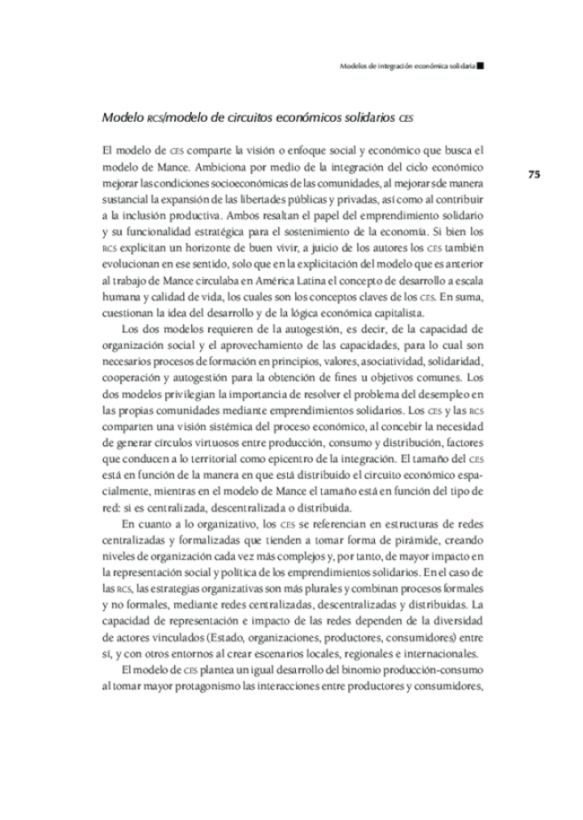 Modelos de integración económica solidaria
Modelo RCS/modelo de circuitos económicos solidarios CES
75
El modelo de CES comparte la visión o enfoque social y económico que busca el
modelo de Mance. Ambiciona por medio de la integración del ciclo económico
mejorar las condiciones socioeconómicas de las comunidades, al mejorar sde manera
sustancial la expansión de las libertades públicas y privadas, así como al contribuir
a la inclusión productiva. Ambos resaltan el papel del emprendimiento solidario
y su funcionalidad estratégica para el sostenimiento de la economía. Si bien los
RCS explicitan un horizonte de buen vivir, a juicio de los autores los CES también
evolucionan en ese sentido, solo que en la explicitación del modelo que es anterior
al trabajo de Mance circulaba en América Latina el concepto de desarrollo a escala
humana y calidad de vida, los cuales son los conceptos claves de los CES. En suma,
cuestionan la idea del desarrollo y de la lógica económica capitalista.
Los dos modelos requieren de la autogestión, es decir, de la capacidad de
organización social y el aprovechamiento de las capacidades, para lo cual son
necesarios procesos de formación en principios, valores, asociatividad, solidaridad,
cooperación y autogestión para la obtención de fines u objetivos comunes. Los
dos modelos privilegian la importancia de resolver el problema del desempleo en
las propias comunidades mediante emprendimientos solidarios. Los CES y las RCS
comparten una visión sistémica del proceso económico, al concebir la necesidad
de generar círculos virtuosos entre producción, consumo y distribución, factores
que conducen a lo territorial como epicentro de la integración. El tamaño del CES
está en función de la manera en que está distribuido el circuito económico espa-
cialmente, mientras en el modelo de Mance el tamaño está en función del tipo de
red: si es centralizada, descentralizada o distribuida.
En cuanto a lo organizativo, los CES se referencian en estructuras de redes
centralizadas y formalizadas que tienden a tomar forma de pirámide, creando
niveles de organización cada vez más complejos y, por tanto, de mayor impacto en
la representación social y política de los emprendimientos solidarios. En el caso de
las RCS, las estrategias organizativas son más plurales y combinan procesos formales
y no formales, mediante redes centralizadas, descentralizadas y distribuidas. La
capacidad de representación e impacto de las redes dependen de la diversidad
de actores vinculados (Estado, organizaciones, productores, consumidores) entre
sí, y con otros entornos al crear escenarios locales, regionales e internacionales.
El modelo de CES plantea un igual desarrollo del binomio producción-consumo
al tomar mayor protagonismo las interacciones entre productores y consumidores,